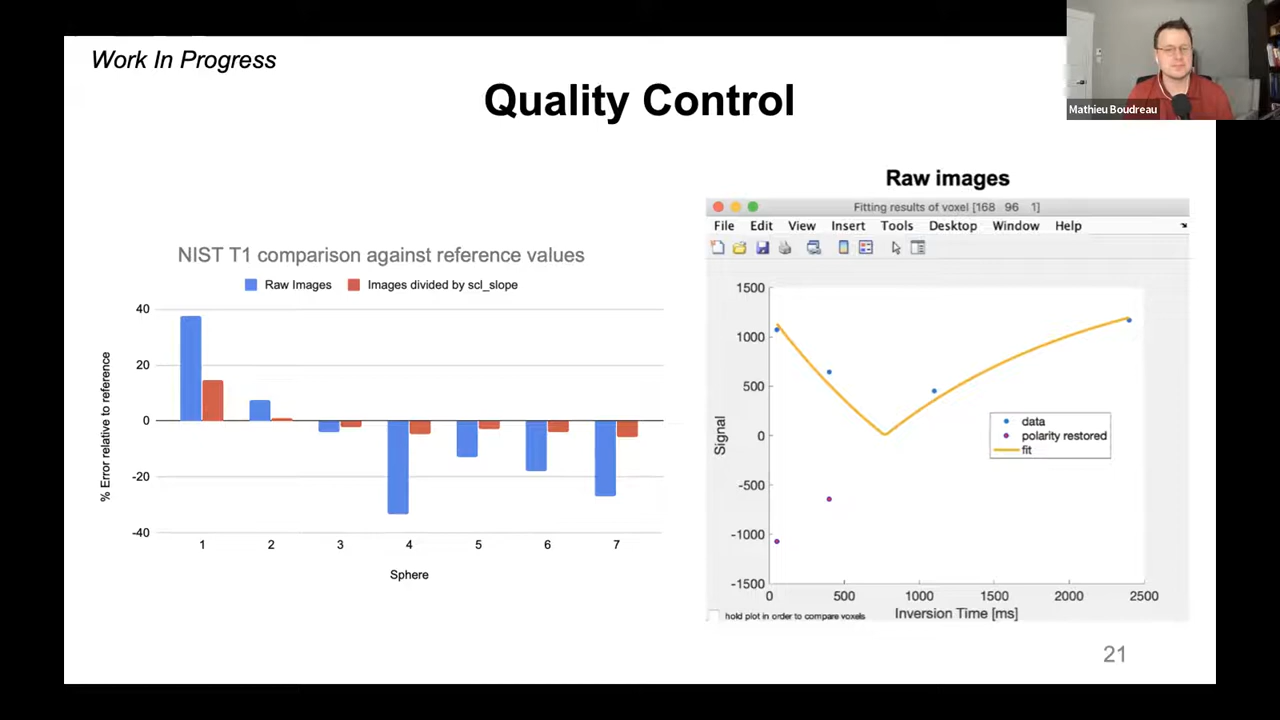 Work In Progress
Quality Control
Mathieu Boudreau
NIST T1 comparison against reference values
Raw Images
Images divided by scl_slope
40
20
0
-20
-40
% Error relative to reference
1 2 3 4 5 6 7
Sphere
Raw images
Fitting results of voxel [168 96 1]
File Edit View Insert Tools Desktop Window Help
1500
1000
500
0
-500
-1000
-1500
Signal
data
polarity restored
fit
0 500 1000 1500 2000 2500
hold plot in order to compare voxels
Inversion Time [ms]
21